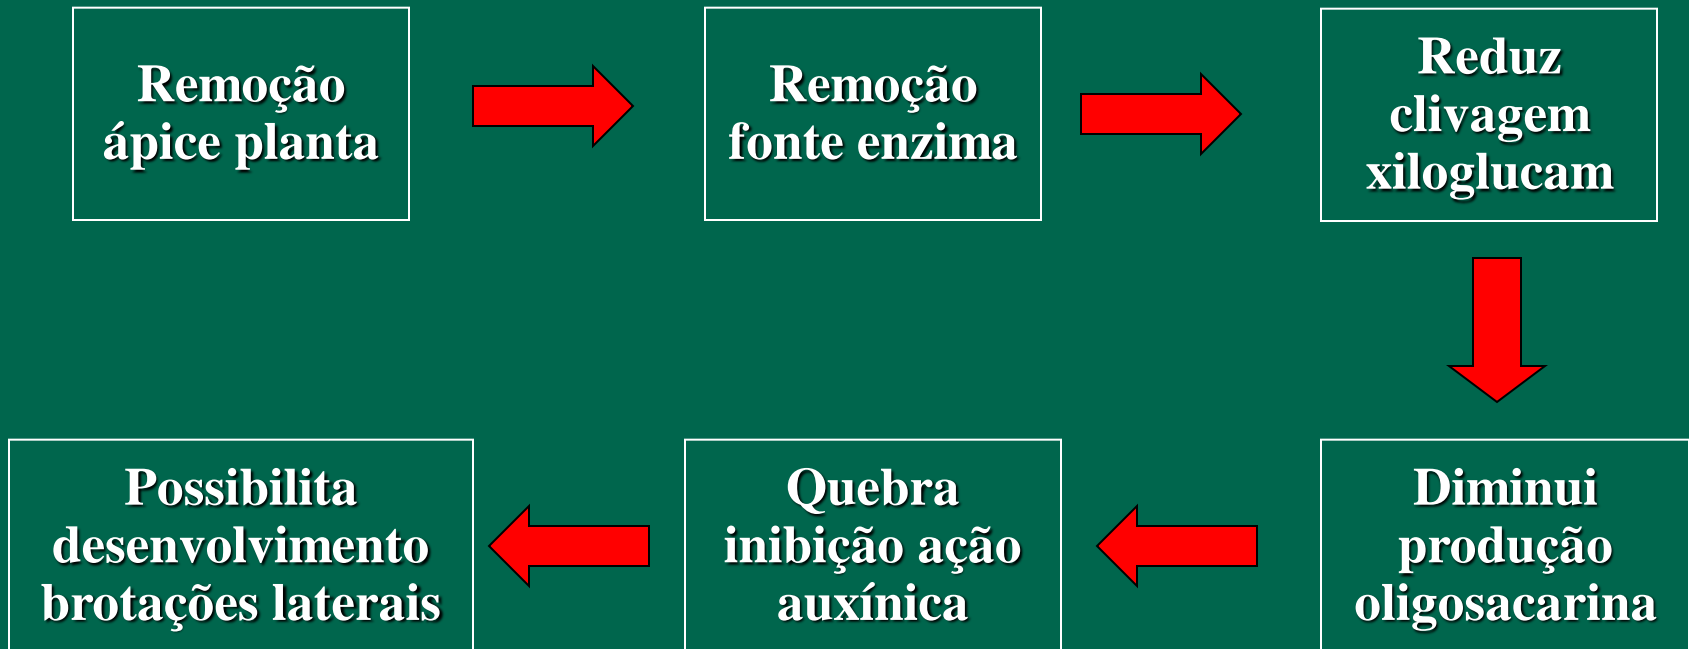 Remoção
ápice planta
Remoção
fonte enzima
Reduz
clivagem
xiloglucam
Diminui
produção
oligosacarina
Quebra
inibição ação
auxínica
Possibilita
desenvolvimento
brotações laterais